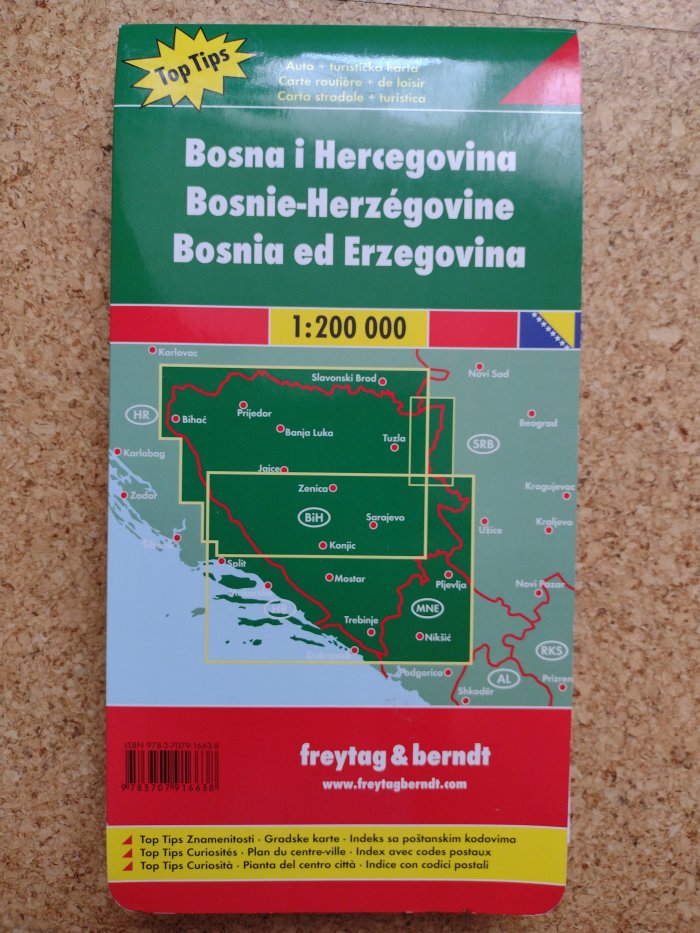 Top Tips
Auto + turistička karta
Carte routière + de loisir
Carta stradale + turistica
Bosna i Hercegovina
Bosnie-Herzégovine
Bosnia ed Erzegovina
1:200 000
Karlovac
Slavonski Brod
Novi Sad
HR
Bihać
Prijedor
Banja Luka
Tuzla
Beograd
SRB
Karlobag
Jajce
Zadar
Zenica
Kragujevac
BiH
Sarajevo
Užice
Kraljevo
Konjic
Split
Mostar
Pljevlja
Novi Pazar
HR
MNE
Trebinje
Nikšić
RKS
Dubrovnik
Podgorica
AL
Prizren
Shkodër
ISBN 978-3-7079-1663-8
9 783707 916638
freytag & berndt
www.freytagberndt.com
Top Tips Znamenitosti · Gradske karte · Indeks sa poštanskim kodovima
Top Tips Curiosités · Plan du centre-ville · Index avec codes postaux
Top Tips Curiosità · Pianta del centro città · Indice con codici postali